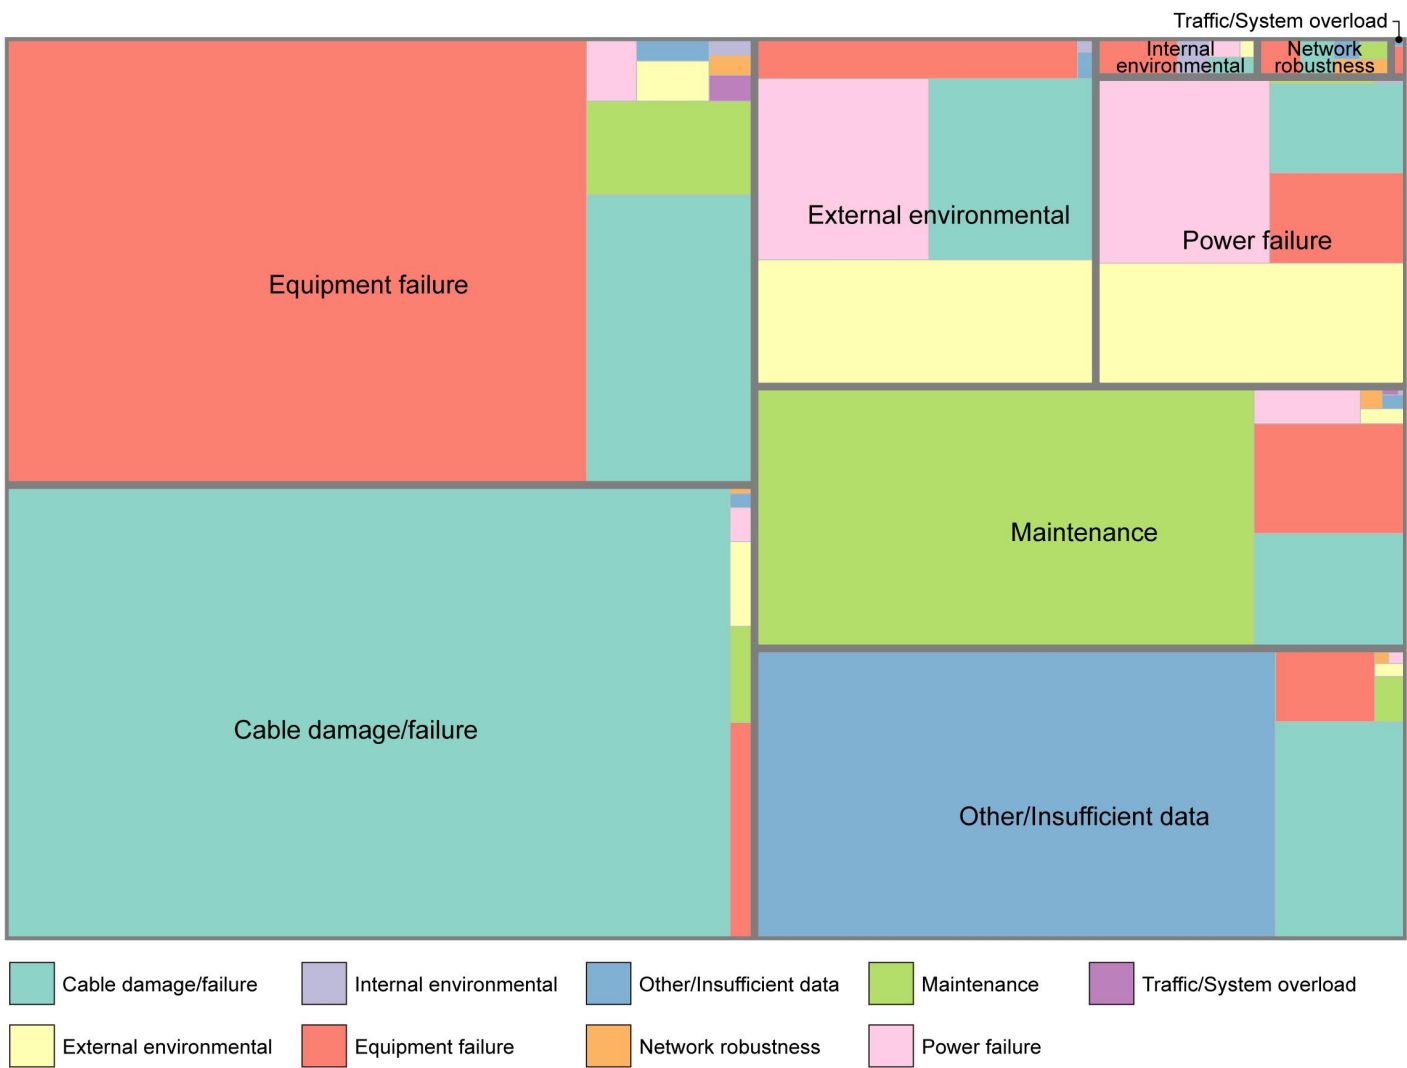 Traffic/System overload
Internal
environmental
Network
robustness
External environmental
Power failure
Equipment failure
Maintenance
Cable damage/failure
Other/Insufficient data
Cable damage/failure
Internal environmental
Other/Insufficient data
Maintenance
Traffic/System overload
External environmental
Equipment failure
Network robustness
Power failure